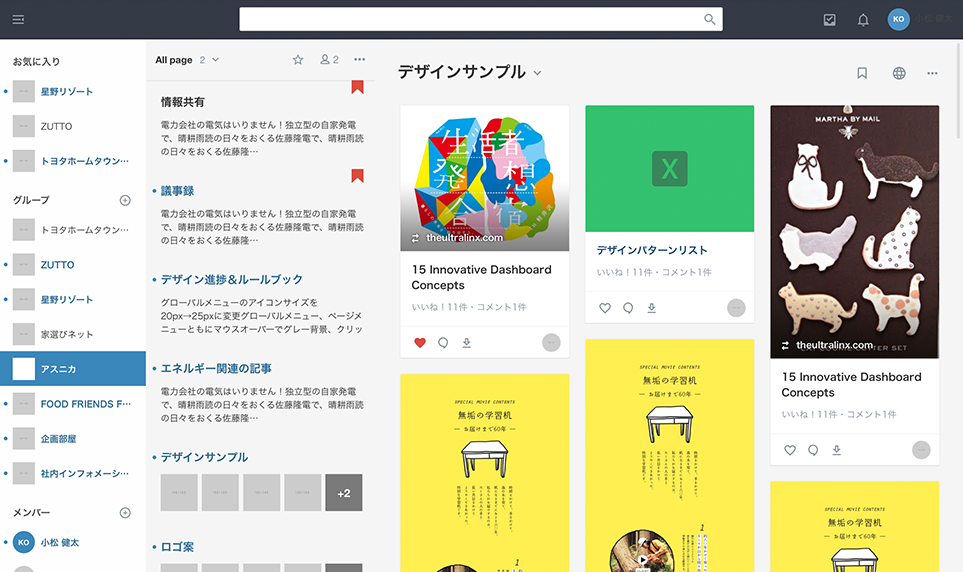 KO
小松 健太
お気に入り
星野リゾート
ZUTTO
トヨタホームタウン…
グループ
トヨタホームタウン…
ZUTTO
星野リゾート
家選びネット
アスニカ
FOOD FRIENDS F…
企画部屋
社内インフォメーシ…
メンバー
KO
小松 健太
All page 2
2
情報共有
電力会社の電気はいりません！独立型の自家発電
で、晴耕雨読の日々をおくる佐藤隆電で、晴耕雨読
の日々をおくる佐藤隆…
議事録
電力会社の電気はいりません！独立型の自家発電
で、晴耕雨読の日々をおくる佐藤隆電で、晴耕雨読
の日々をおくる佐藤隆…
デザイン進捗＆ルールブック
グローバルメニューのアイコンサイズを
20px→25pxに変更グローバルメニュー、ページメ
ニューともにマウスオーバーでグレー背景、クリッ
エネルギー関連の記事
電力会社の電気はいりません！独立型の自家発電
で、晴耕雨読の日々をおくる佐藤隆電で、晴耕雨読
の日々をおくる佐藤隆…
デザインサンプル
+2
ロゴ案
デザインサンプル
生活者
発想
合宿
theultralinx.com
15 Innovative Dashboard
Concepts
いいね！11件・コメント1件
SPECIAL MOVIE CONTENTS
無垢の学習机
お届けまで60年
1
X
デザインパターンリスト
いいね！11件・コメント1件
SPECIAL MOVIE CONTENTS
無垢の学習机
お届けまで60年
1
MARTHA BY MAIL
theultralinx.com
15 Innovative Dashboard
Concepts
いいね！11件・コメント1件
SPECIAL MOVIE CONTENTS
無垢の学習机
お届けまで60年